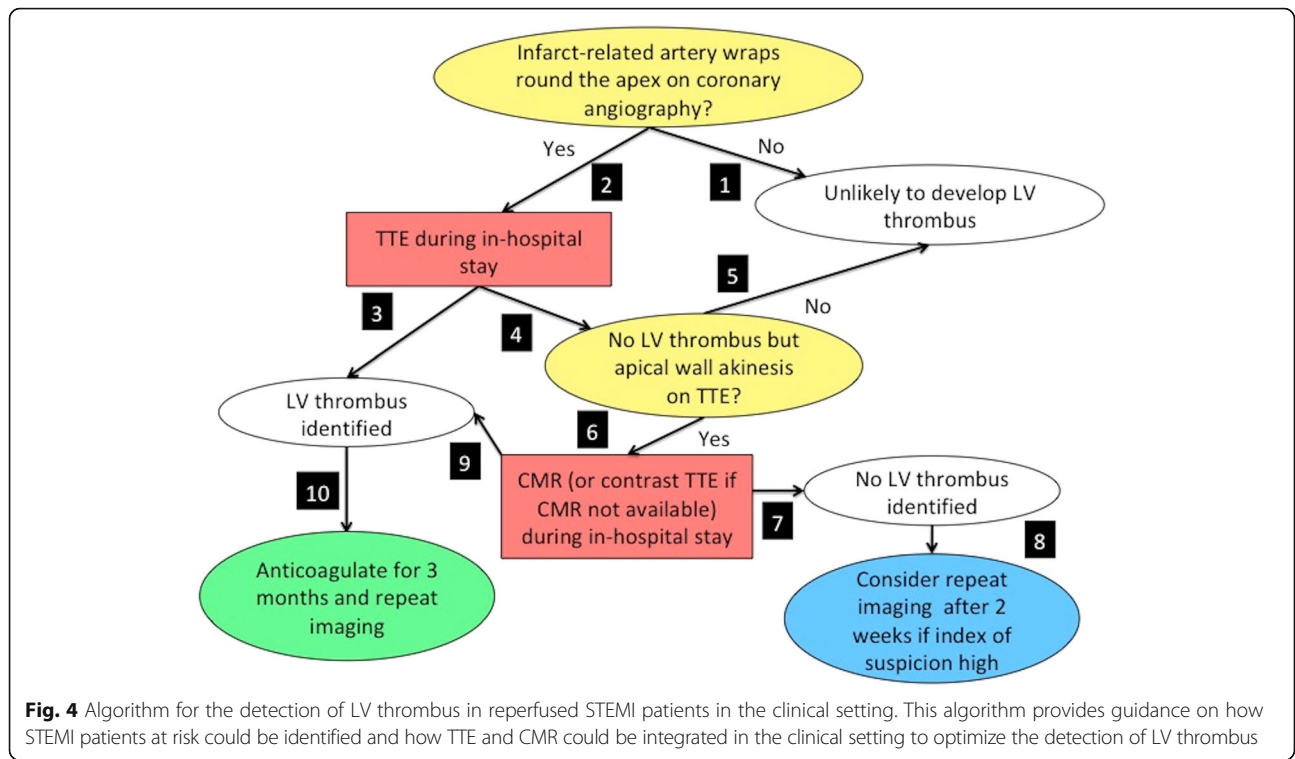 Infarct-related artery wraps
round the apex on coronary
angiography?
Yes
No
2
1
Unlikely to develop LV
thrombus
TTE during in-hospital
stay
5
3
4
No
No LV thrombus but
apical wall akinesis
on TTE?
LV thrombus
identified
6
Yes
9
CMR (or contrast TTE if
CMR not available)
during in-hospital stay
7
No LV thrombus
identified
10
8
Anticoagulate for 3
months and repeat
imaging
Consider repeat
imaging after 2
weeks if index of
suspicion high
Fig. 4 Algorithm for the detection of LV thrombus in reperfused STEMI patients in the clinical setting. This algorithm provides guidance on how
STEMI patients at risk could be identified and how TTE and CMR could be integrated in the clinical setting to optimize the detection of LV thrombus